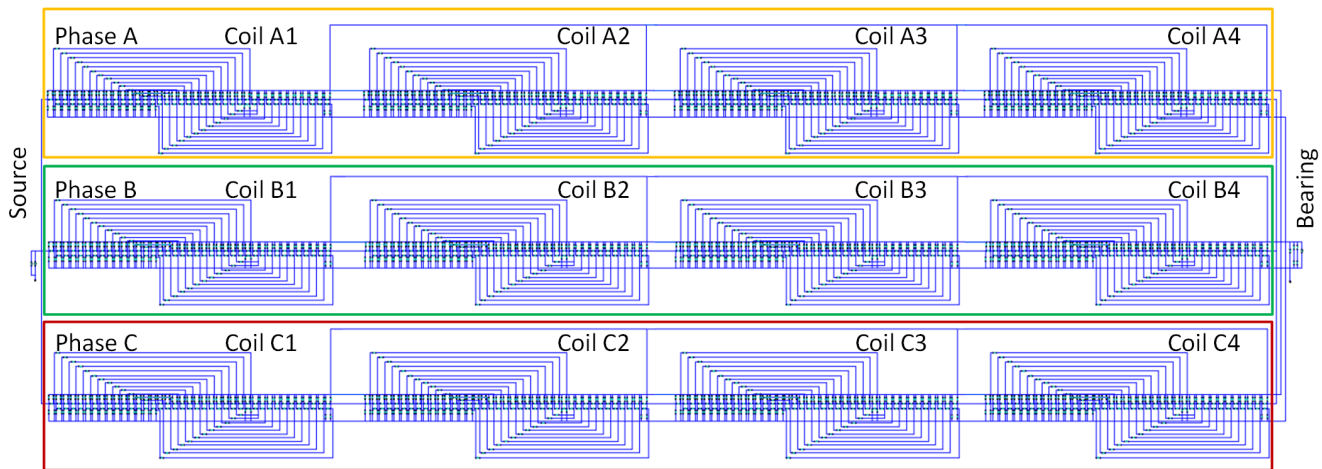 Phase A Coil A1 Coil A2 Coil A3 Coil A4
Source
Phase B Coil B1 Coil B2 Coil B3 Coil B4
Bearing
Phase C Coil C1 Coil C2 Coil C3 Coil C4